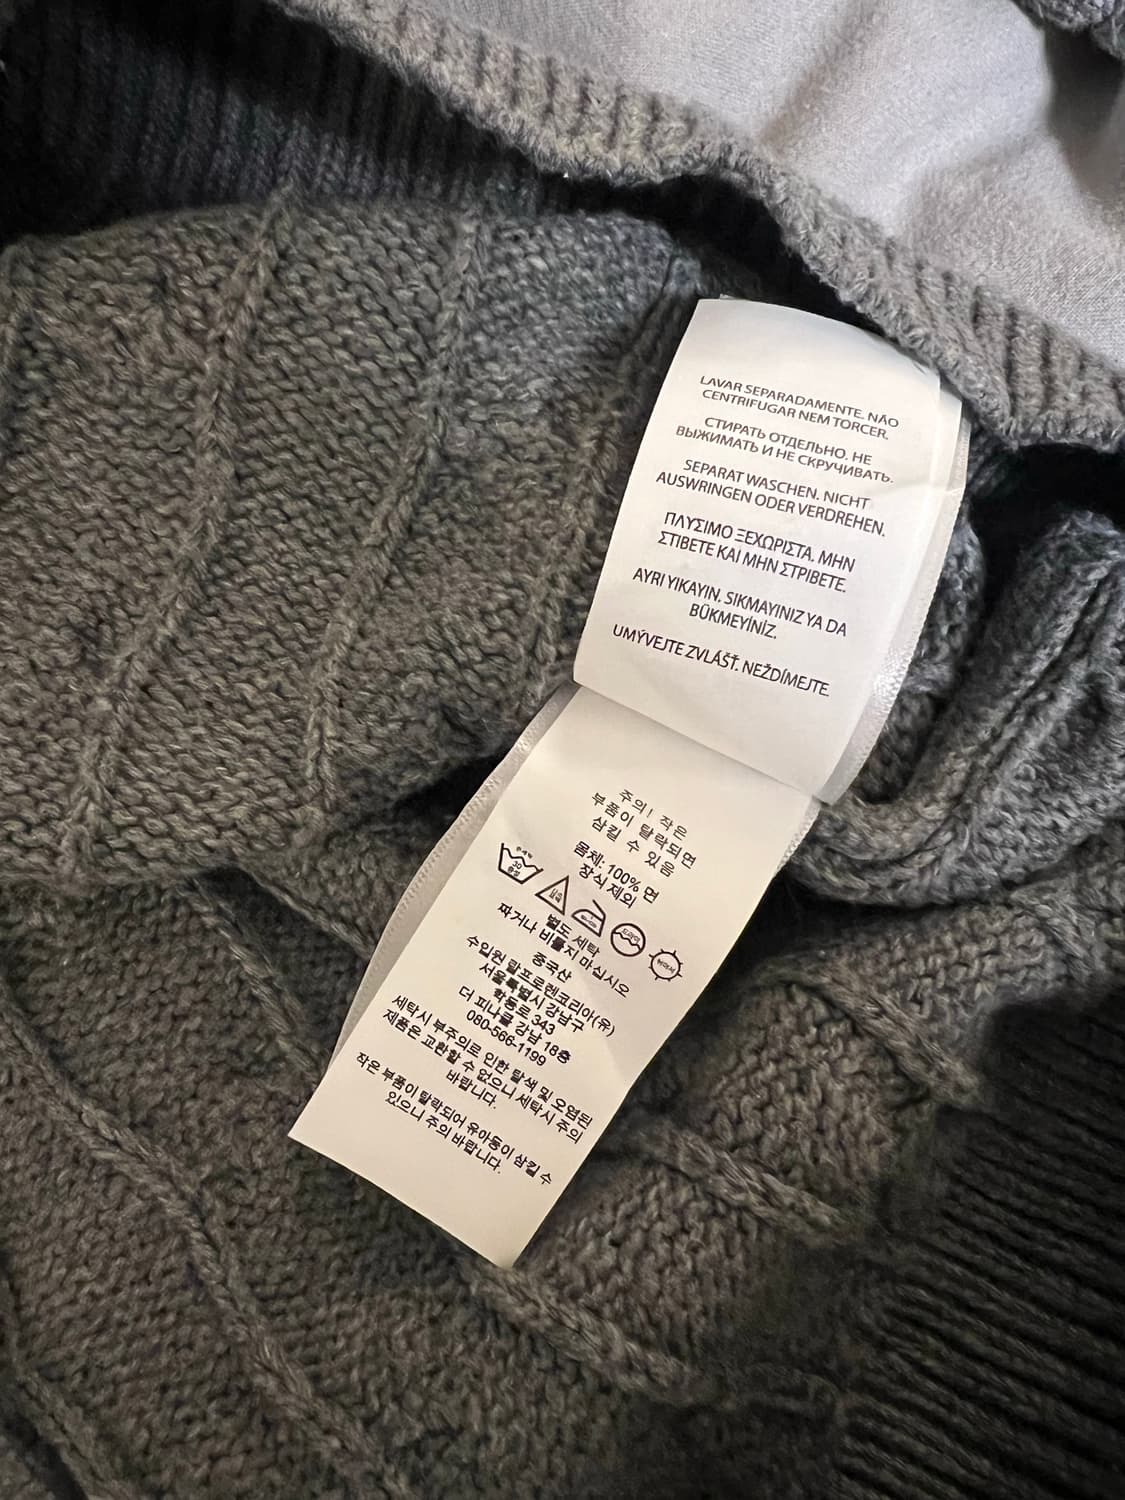 LAVAR SEPARADAMENTE. NÃO
CENTRIFUGAR NEM TORCER.
СТИРАТЬ ОТДЕЛЬНО. НЕ
ВЫЖИМАТЬ И НЕ СКРУЧИВАТЬ.
SEPARAT WASCHEN. NICHT
AUSWRINGEN ODER VERDREHEN.
ΠΛΥΣΙΜΟ ΞΕΧΩΡΙΣΤΑ. ΜΗΝ
ΣΤΙΒΕΤΕ ΚΑΙ ΜΗΝ ΣΤΡΙΒΕΤΕ.
AYRI YIKAYIN. SIKMAYINIZ YA DA
BÜKMEYİNİZ.
UMÝVEJTE ZVLÁŠŤ. NEŽDÍMEJTE.
주의! 작은
부품이 탈락되면
삼킬 수 있음
몸체: 100% 면
장식 제외
30
별도 세탁
짜거나 비틀지 마십시오
중국산
수입원 랄프로렌코리아(유)
서울특별시 강남구
학동로 343
더 피나클 강남 18층
080-566-1199
세탁시 부주의로 인한 탈색 및 오염된
제품은 교환할 수 없으니 세탁시 주의
바랍니다.
작은 부품이 탈락되어 유아동이 삼킬 수
있으니 주의 바랍니다.